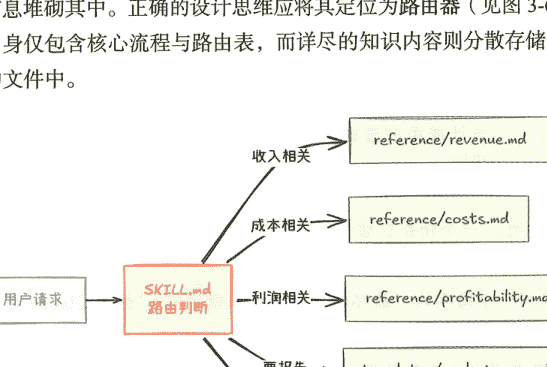 息堆砌其中。正确的设计思维应将其定位为路由器（见图 3-
身仅包含核心流程与路由表，而详尽的知识内容则分散存储
文件中。
收入相关
reference/revenue.md
成本相关
reference/costs.md
用户请求
SKILL.md
路由判断
利润相关
reference/profitability.md
要报告